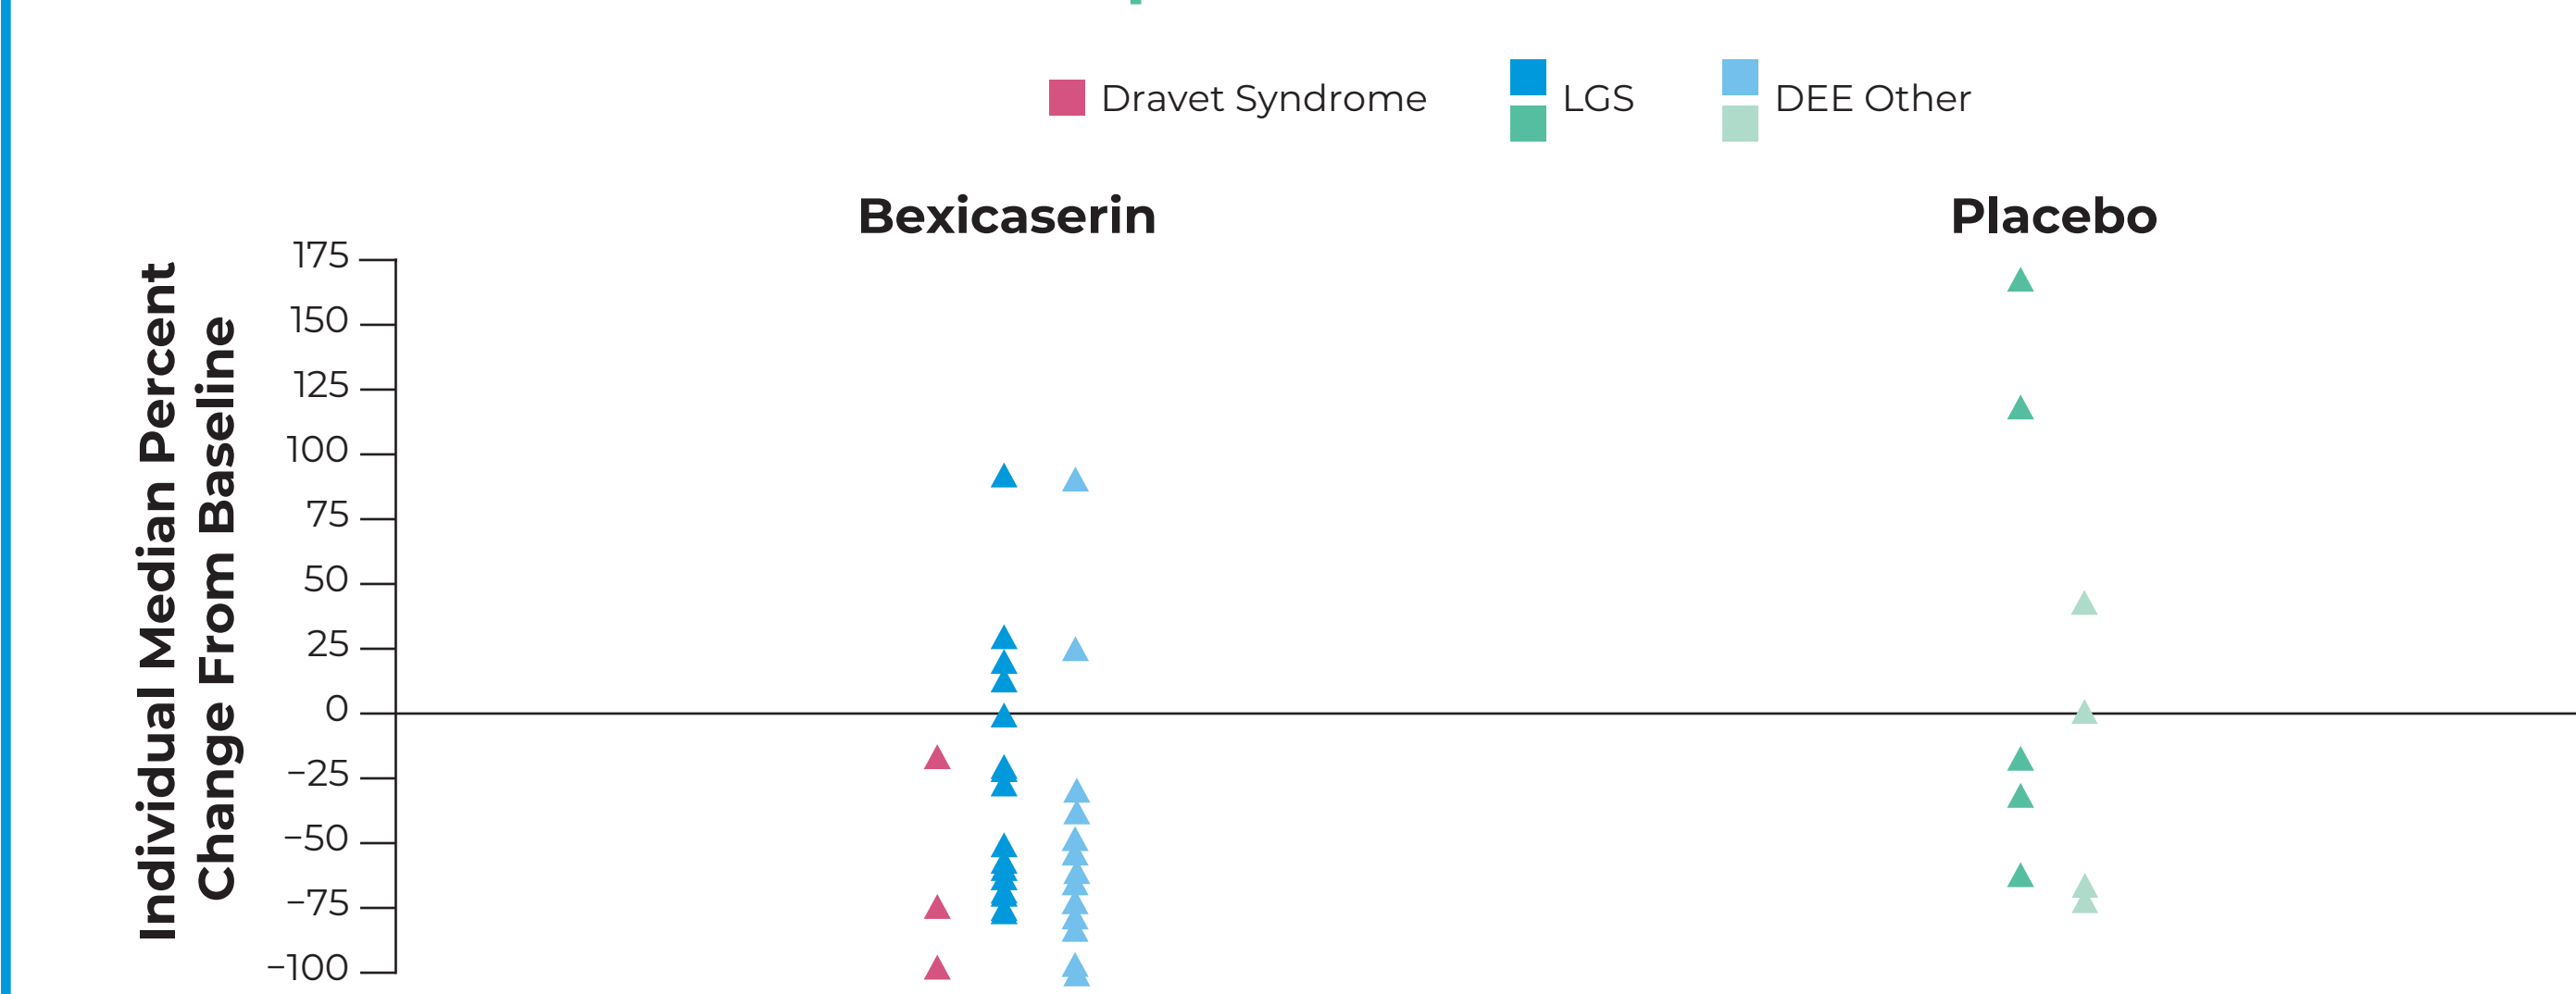 Dravet Syndrome
LGS
DEE Other
Bexicaserin
Placebo
Individual Median Percent
Change From Baseline
175
150
125
100
75
50
25
0
−25
−50
−75
−100